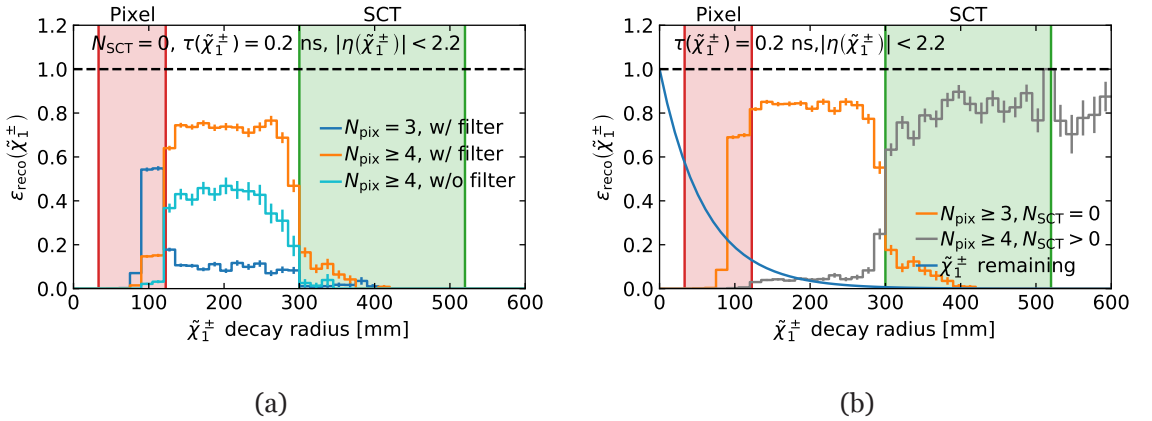 Pixel SCT
N_SCT = 0, τ(χ̃₁±) = 0.2 ns, |η(χ̃₁±)| < 2.2
N_pix = 3, w/ filter
N_pix ≥ 4, w/ filter
N_pix ≥ 4, w/o filter
ε_reco(χ̃₁±)
1.2
1.0
0.8
0.6
0.4
0.2
0.0
0 100 200 300 400 500 600
χ̃₁± decay radius [mm]
(a)
Pixel SCT
τ(χ̃₁±) = 0.2 ns,|η(χ̃₁±)| < 2.2
N_pix ≥ 3, N_SCT = 0
N_pix ≥ 4, N_SCT > 0
χ̃₁± remaining
ε_reco(χ̃₁±)
1.2
1.0
0.8
0.6
0.4
0.2
0.0
0 100 200 300 400 500 600
χ̃₁± decay radius [mm]
(b)